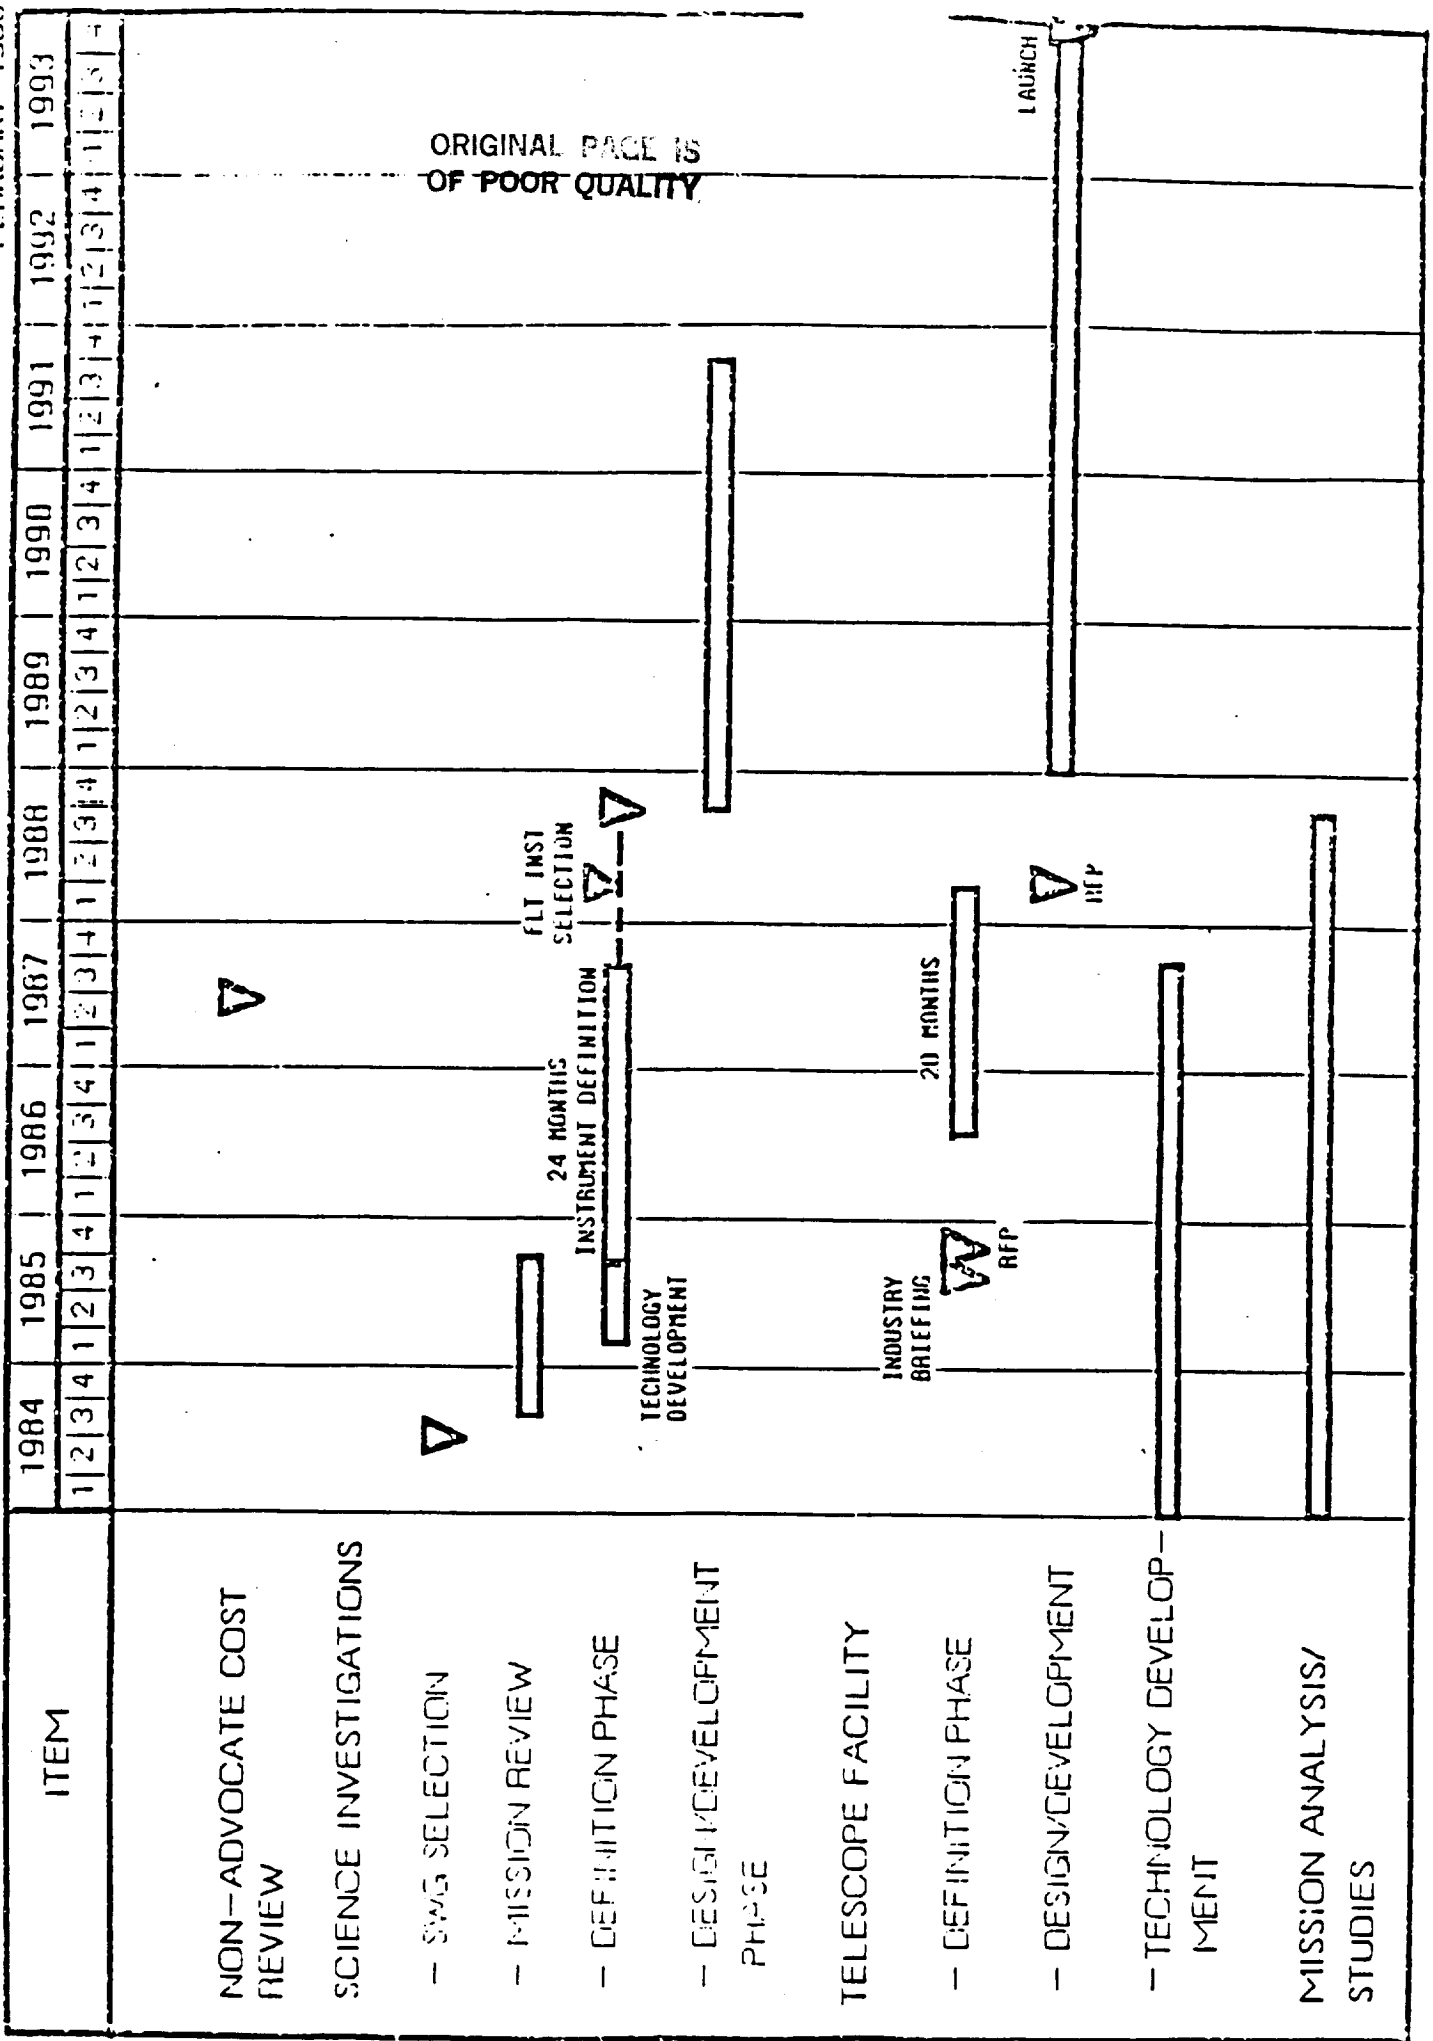 ITEM
1984 | 1985 | 1986 | 1987 | 1988 | 1989 | 1990 | 1991 | 1992 | 1993
1|2|3|4|1|2|3|4|1|2|3|4|1|2|3|4|1|2|3|4|1|2|3|4|1|2|3|4|1|2|3|4|1|2|3|4|1|2|3|4
NON-ADVOCATE COST
REVIEW
SCIENCE INVESTIGATIONS
- SWG SELECTION
- MISSION REVIEW
- DEFINITION PHASE
FLT INST
SELECTION
24 MONTHS
INSTRUMENT DEFINITION
TECHNOLOGY
DEVELOPMENT
- DESIGN/DEVELOPMENT
PHASE
TELESCOPE FACILITY
- DEFINITION PHASE
INDUSTRY
BRIEFING
RFP
20 MONTHS
- DESIGN/DEVELOPMENT
RFP
LAUNCH
- TECHNOLOGY DEVELOP-
MENT
MISSION ANALYSIS/
STUDIES
ORIGINAL PAGE IS
OF POOR QUALITY